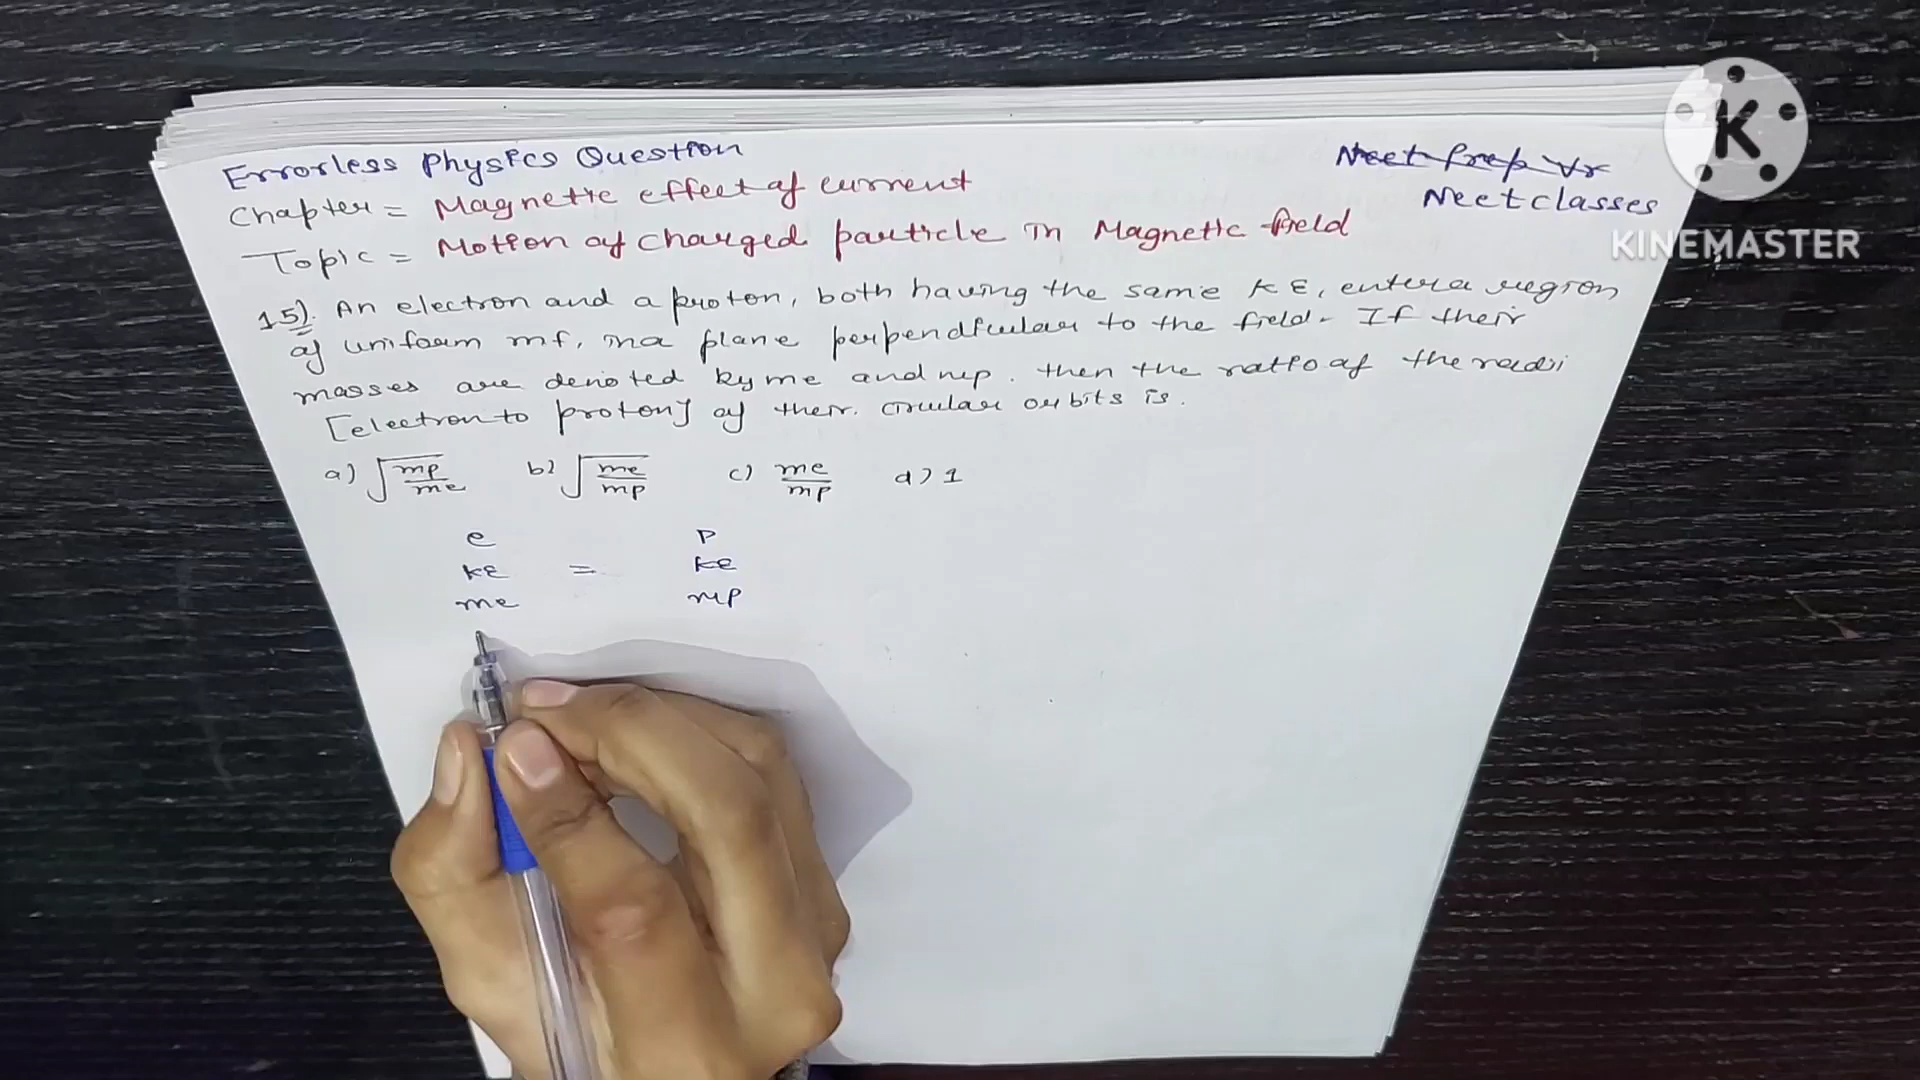 Errorless Physics Question
Neet Prep Vr
Chapter = Magnetic effect of current
Neet classes
K
KINEMASTER
Topic = Motion of charged particle in Magnetic field
15). An electron and a proton, both having the same KE, enter a region
of uniform mf, in a plane perpendicular to the field. If their
masses are denoted by me and mp. then the ratio of the radii
[electron to proton] of their. circular orbits is.
a) √mp/me b) √me/mp c) me/mp d) 1
e P
KE = ke
me mp